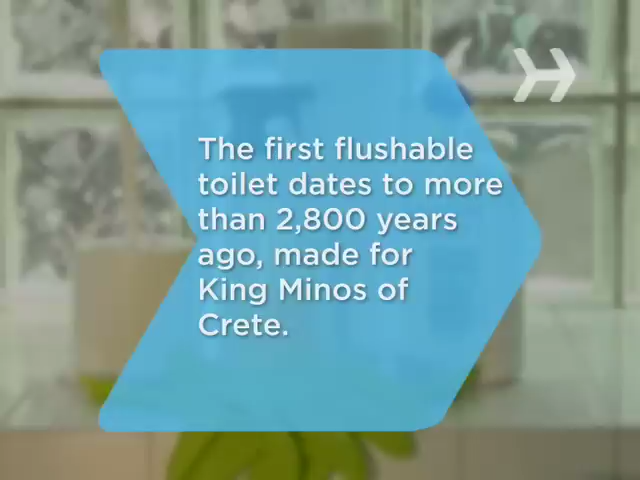 The first flushable
toilet dates to more
than 2,800 years
ago, made for
King Minos of
Crete.